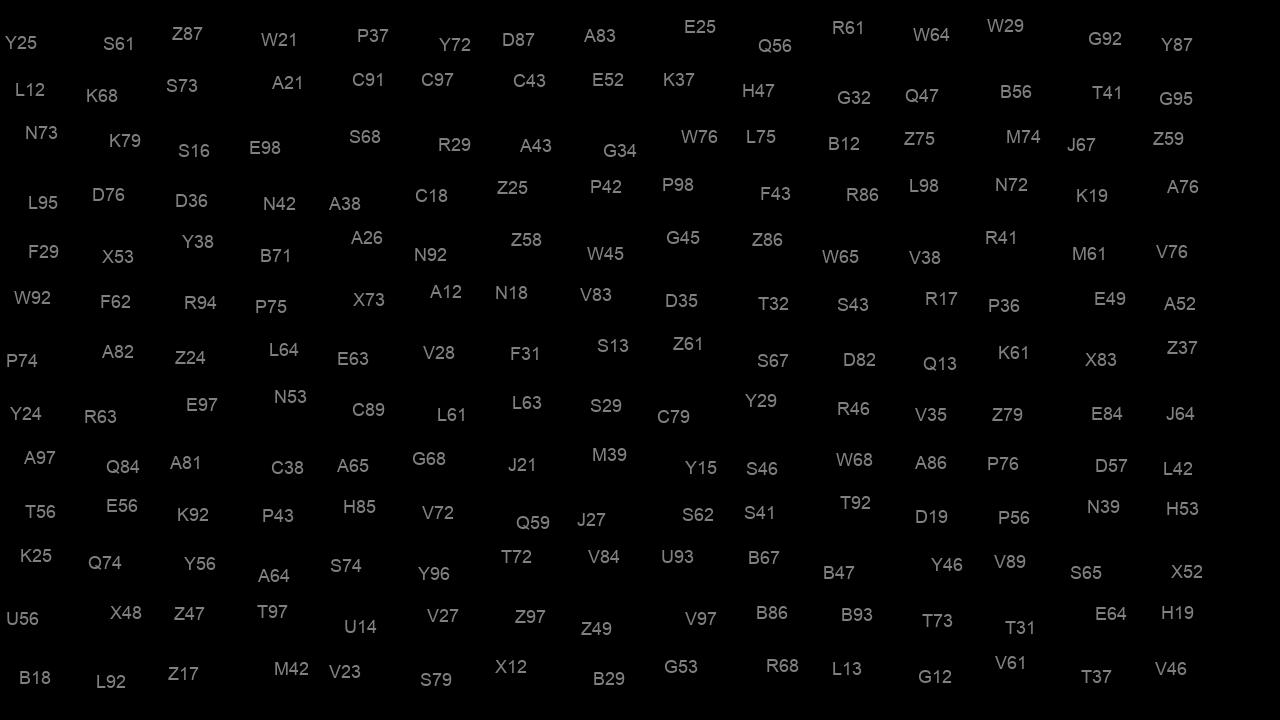 Y25 S61 Z87 W21 P37 Y72 D87 A83 E25 Q56 R61 W64 W29 G92 Y87
L12 K68 S73 A21 C91 C97 C43 E52 K37 H47 G32 Q47 B56 T41 G95
N73 K79 S16 E98 S68 R29 A43 G34 W76 L75 B12 Z75 M74 J67 Z59
L95 D76 D36 N42 A38 C18 Z25 P42 P98 F43 R86 L98 N72 K19 A76
F29 X53 Y38 B71 A26 N92 Z58 W45 G45 Z86 W65 V38 R41 M61 V76
W92 F62 R94 P75 X73 A12 N18 V83 D35 T32 S43 R17 P36 E49 A52
P74 A82 Z24 L64 E63 V28 F31 S13 Z61 S67 D82 Q13 K61 X83 Z37
Y24 R63 E97 N53 C89 L61 L63 S29 C79 Y29 R46 V35 Z79 E84 J64
A97 Q84 A81 C38 A65 G68 J21 M39 Y15 S46 W68 A86 P76 D57 L42
T56 E56 K92 P43 H85 V72 Q59 J27 S62 S41 T92 D19 P56 N39 H53
K25 Q74 Y56 A64 S74 Y96 T72 V84 U93 B67 B47 Y46 V89 S65 X52
U56 X48 Z47 T97 U14 V27 Z97 Z49 V97 B86 B93 T73 T31 E64 H19
B18 L92 Z17 M42 V23 S79 X12 B29 G53 R68 L13 G12 V61 T37 V46